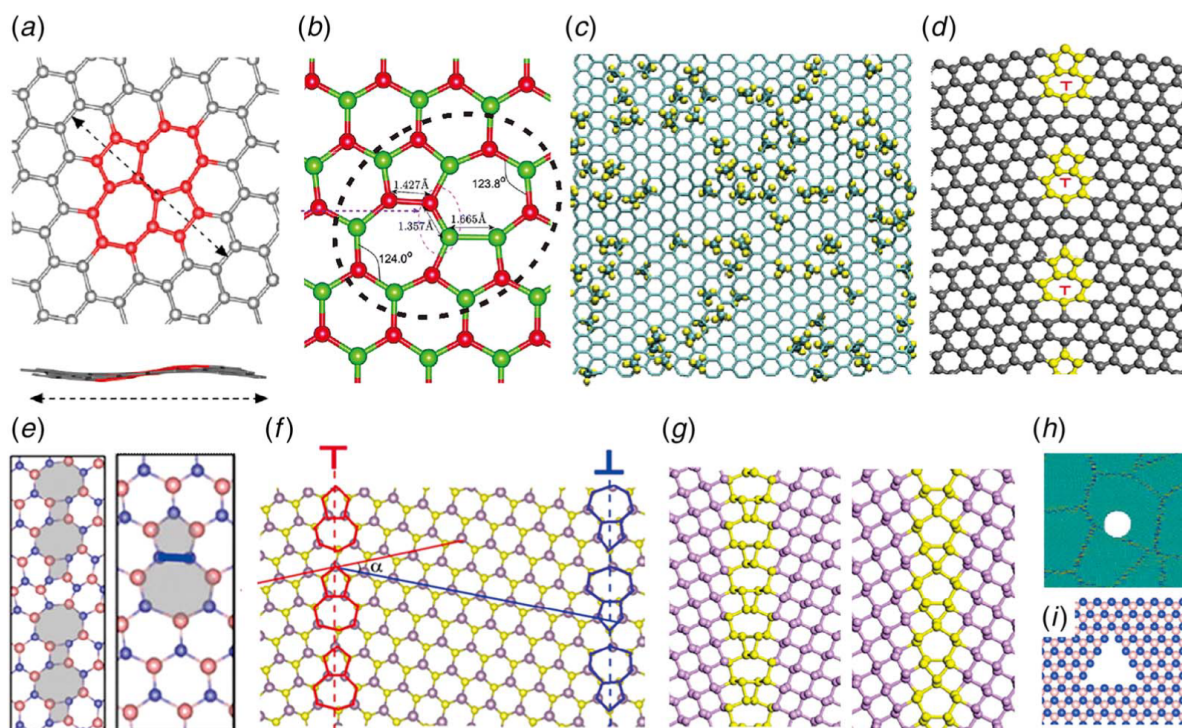 (a)
(b)
(c)
(d)
1.427Å
123.8°
1.665Å
1.357Å
124.0°
T
T
T
(e)
(f)
(g)
(h)
α
(i)